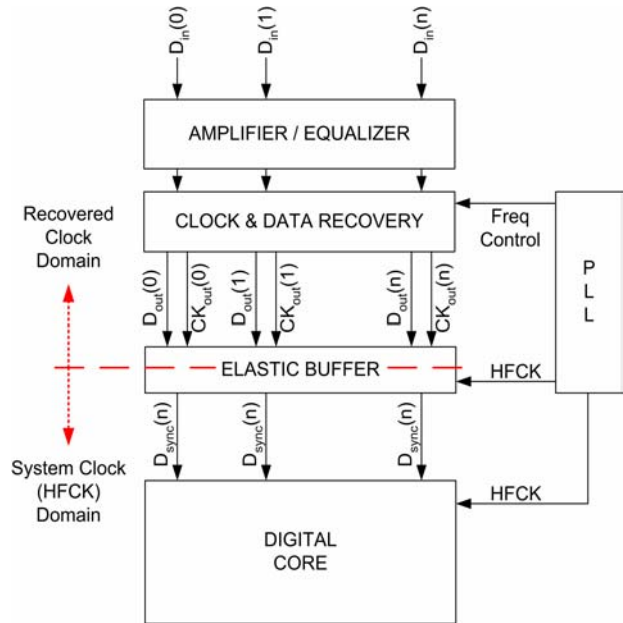 D_in(0)
D_in(1)
D_in(n)
AMPLIFIER / EQUALIZER
CLOCK & DATA RECOVERY
Recovered
Clock
Domain
Freq
Control
P
L
L
D_out(0)
CK_out(0)
D_out(1)
CK_out(1)
D_out(n)
CK_out(n)
ELASTIC BUFFER
HFCK
D_sync(n)
D_sync(n)
D_sync(n)
System Clock
(HFCK)
Domain
HFCK
DIGITAL
CORE